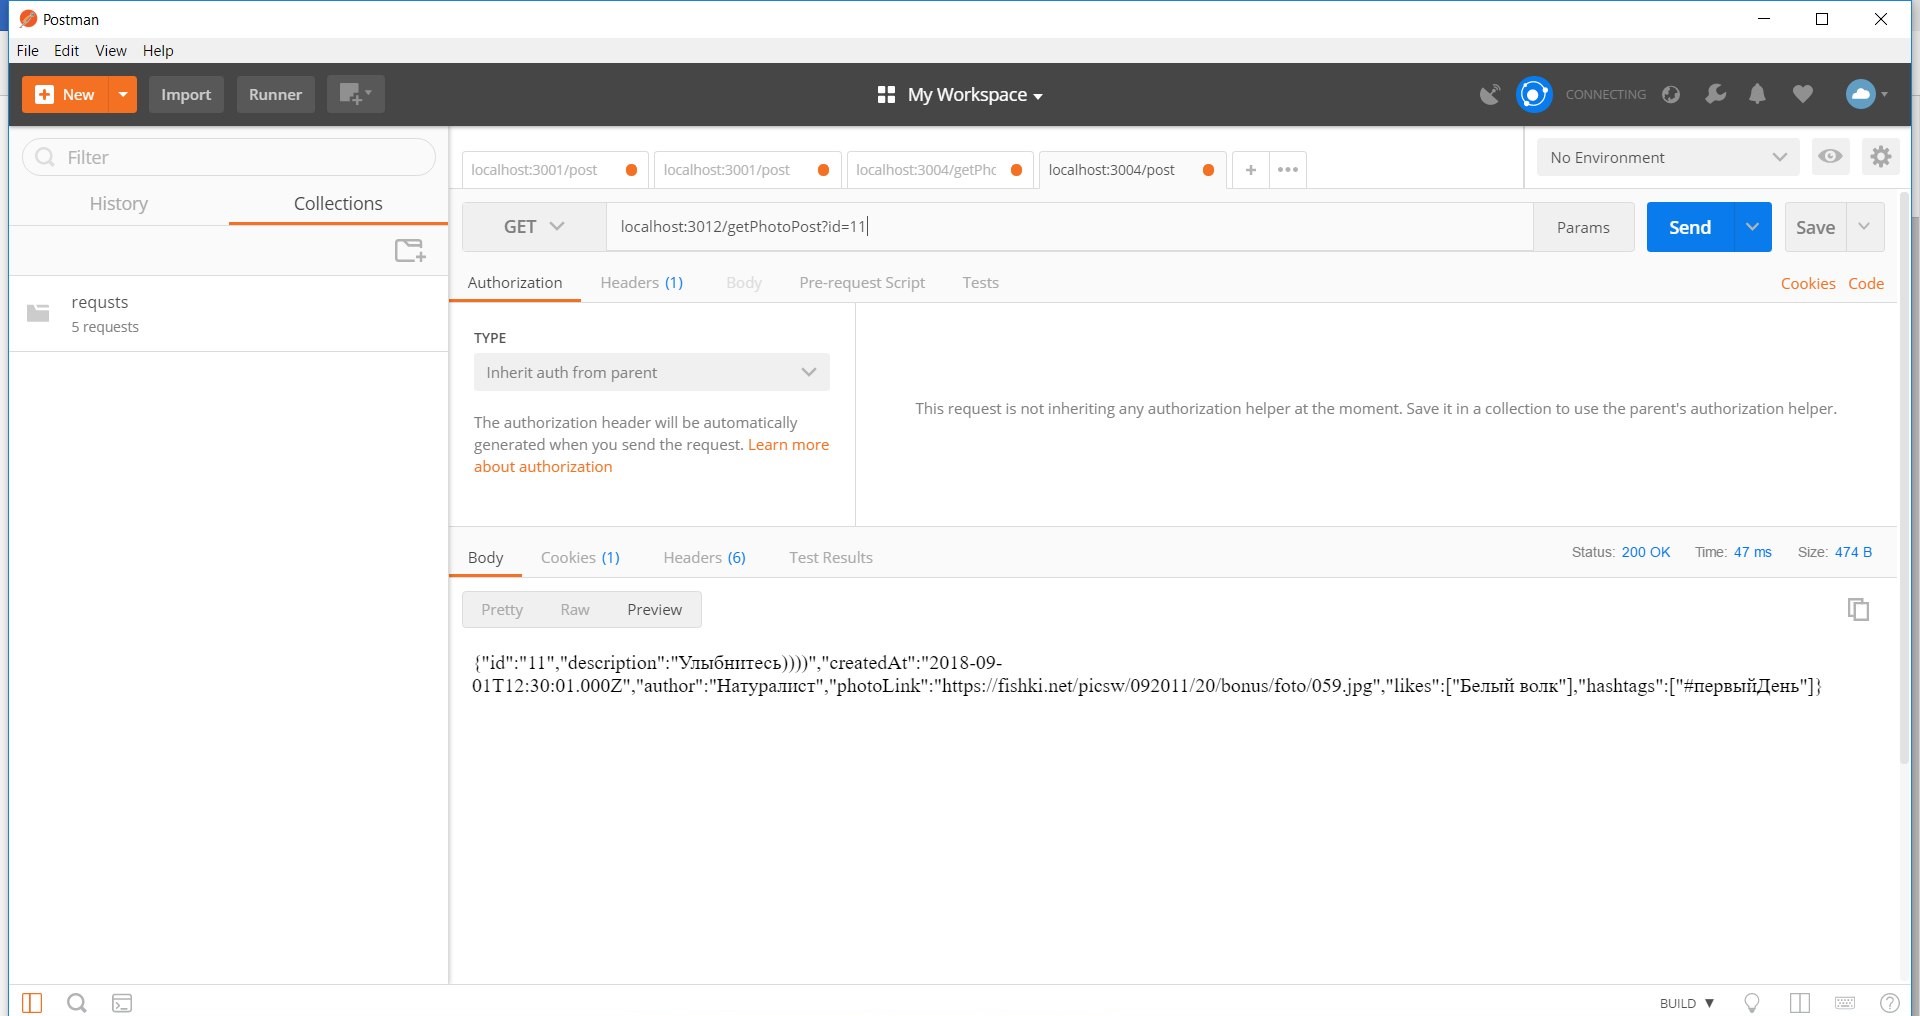 Postman
File Edit View Help
New Import Runner My Workspace CONNECTING
Filter
History Collections
requsts
5 requests
localhost:3001/post localhost:3001/post localhost:3004/getPhc localhost:3004/post + ••• No Environment
GET localhost:3012/getPhotoPost?id=11 Params Send Save
Authorization Headers (1) Body Pre-request Script Tests Cookies Code
TYPE
Inherit auth from parent
The authorization header will be automatically
generated when you send the request. Learn more
about authorization
This request is not inheriting any authorization helper at the moment. Save it in a collection to use the parent's authorization helper.
Body Cookies (1) Headers (6) Test Results Status: 200 OK Time: 47 ms Size: 474 B
Pretty Raw Preview
{"id":"11","description":"Улыбнитесь))))","createdAt":"2018-09-
01T12:30:01.000Z","author":"Натуралист","photoLink":"https://fishki.net/picsw/092011/20/bonus/foto/059.jpg","likes":["Белый волк"],"hashtags":["#первыйДень"]}
BUILD ▼